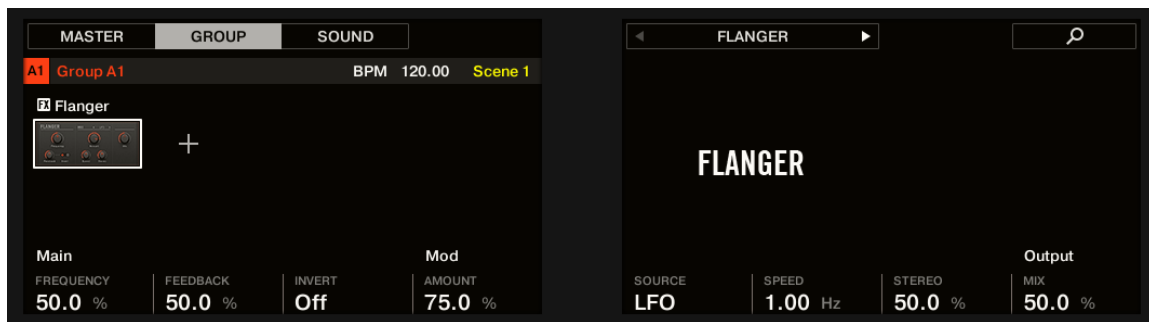 MASTER GROUP SOUND
A1 Group A1 BPM 120.00 Scene 1
FX Flanger
FLANGER
+
Main Mod
FREQUENCY FEEDBACK INVERT AMOUNT
50.0 % 50.0 % Off 75.0 %
FLANGER
FLANGER
Output
SOURCE SPEED STEREO MIX
LFO 1.00 Hz 50.0 % 50.0 %